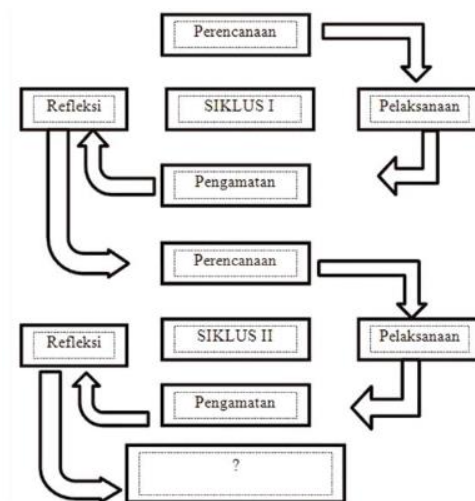 Perencanaan
Refleksi
SIKLUS I
Pelaksanaan
Pengamatan
Perencanaan
Refleksi
SIKLUS II
Pelaksanaan
Pengamatan
?